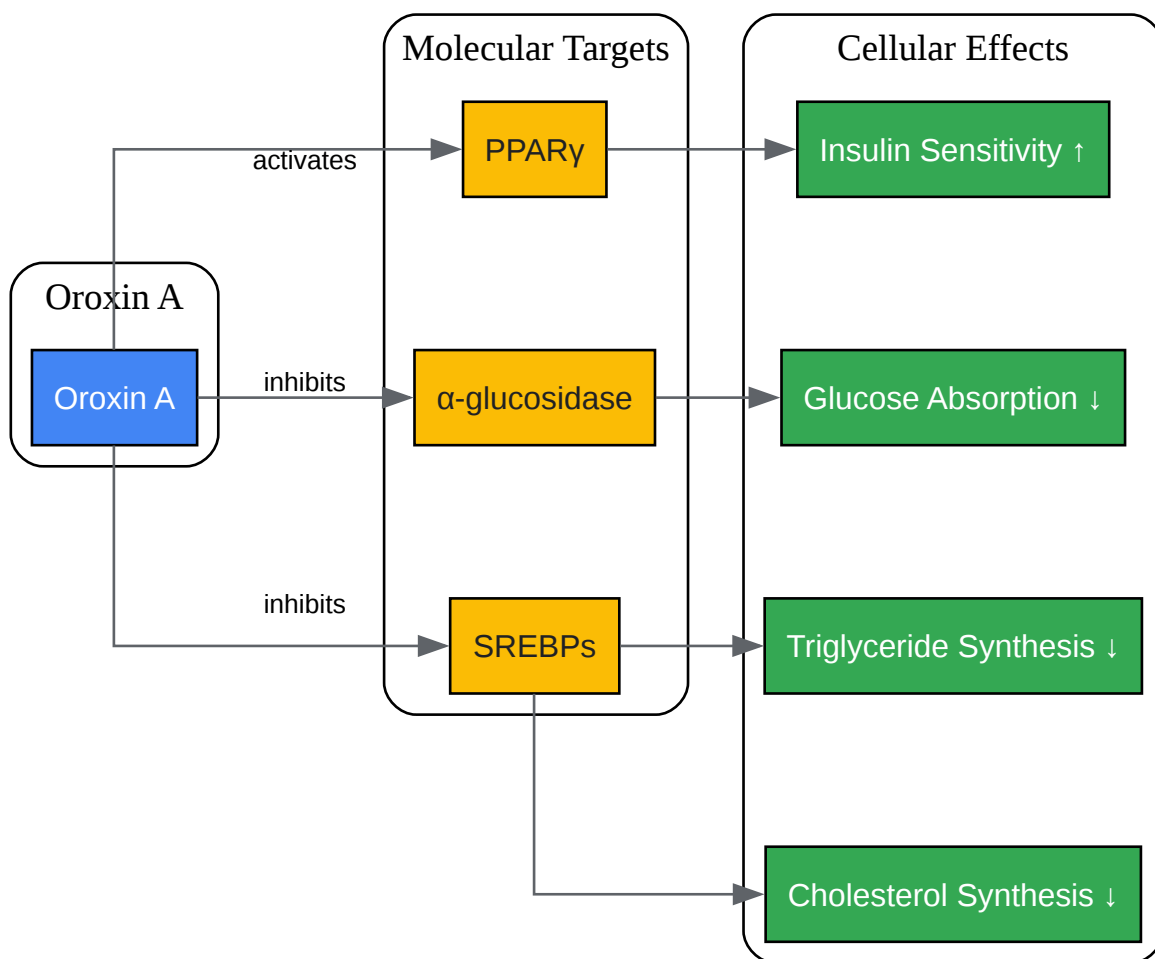 Molecular Targets
Cellular Effects
PPARγ
Insulin Sensitivity ↑
activates
Oroxin A
Oroxin A
inhibits
α-glucosidase
Glucose Absorption ↓
inhibits
SREBPs
Triglyceride Synthesis ↓
Cholesterol Synthesis ↓